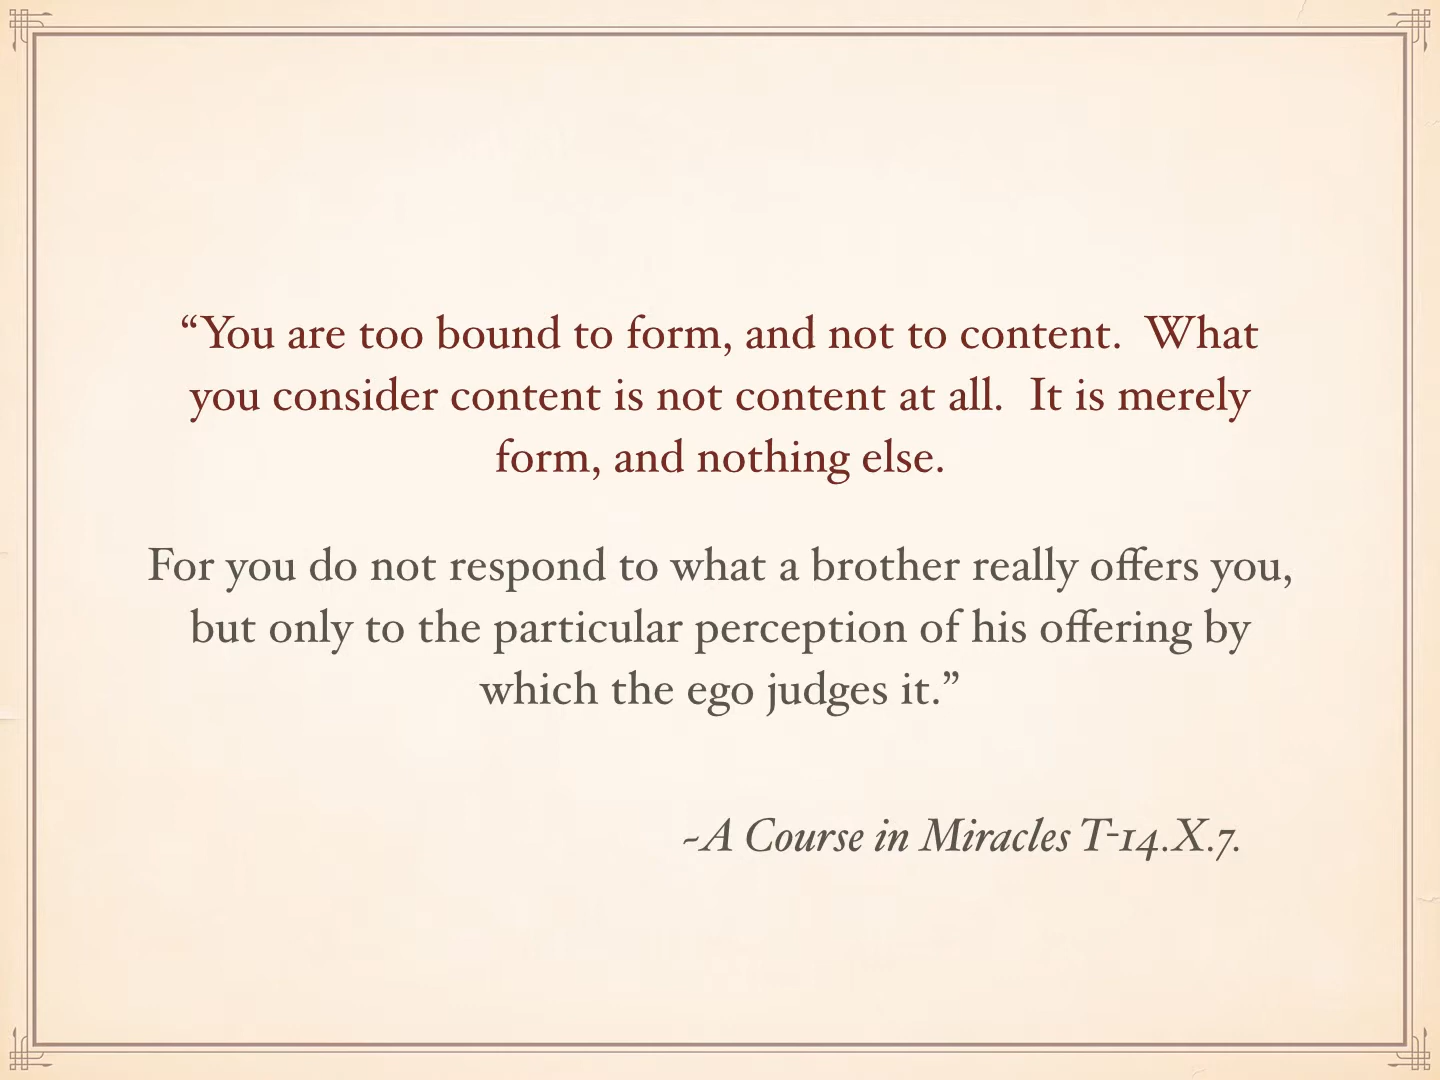 “You are too bound to form, and not to content.  What
you consider content is not content at all.  It is merely
form, and nothing else.
For you do not respond to what a brother really offers you,
but only to the particular perception of his offering by
which the ego judges it.”
~A Course in Miracles T-14.X.7.